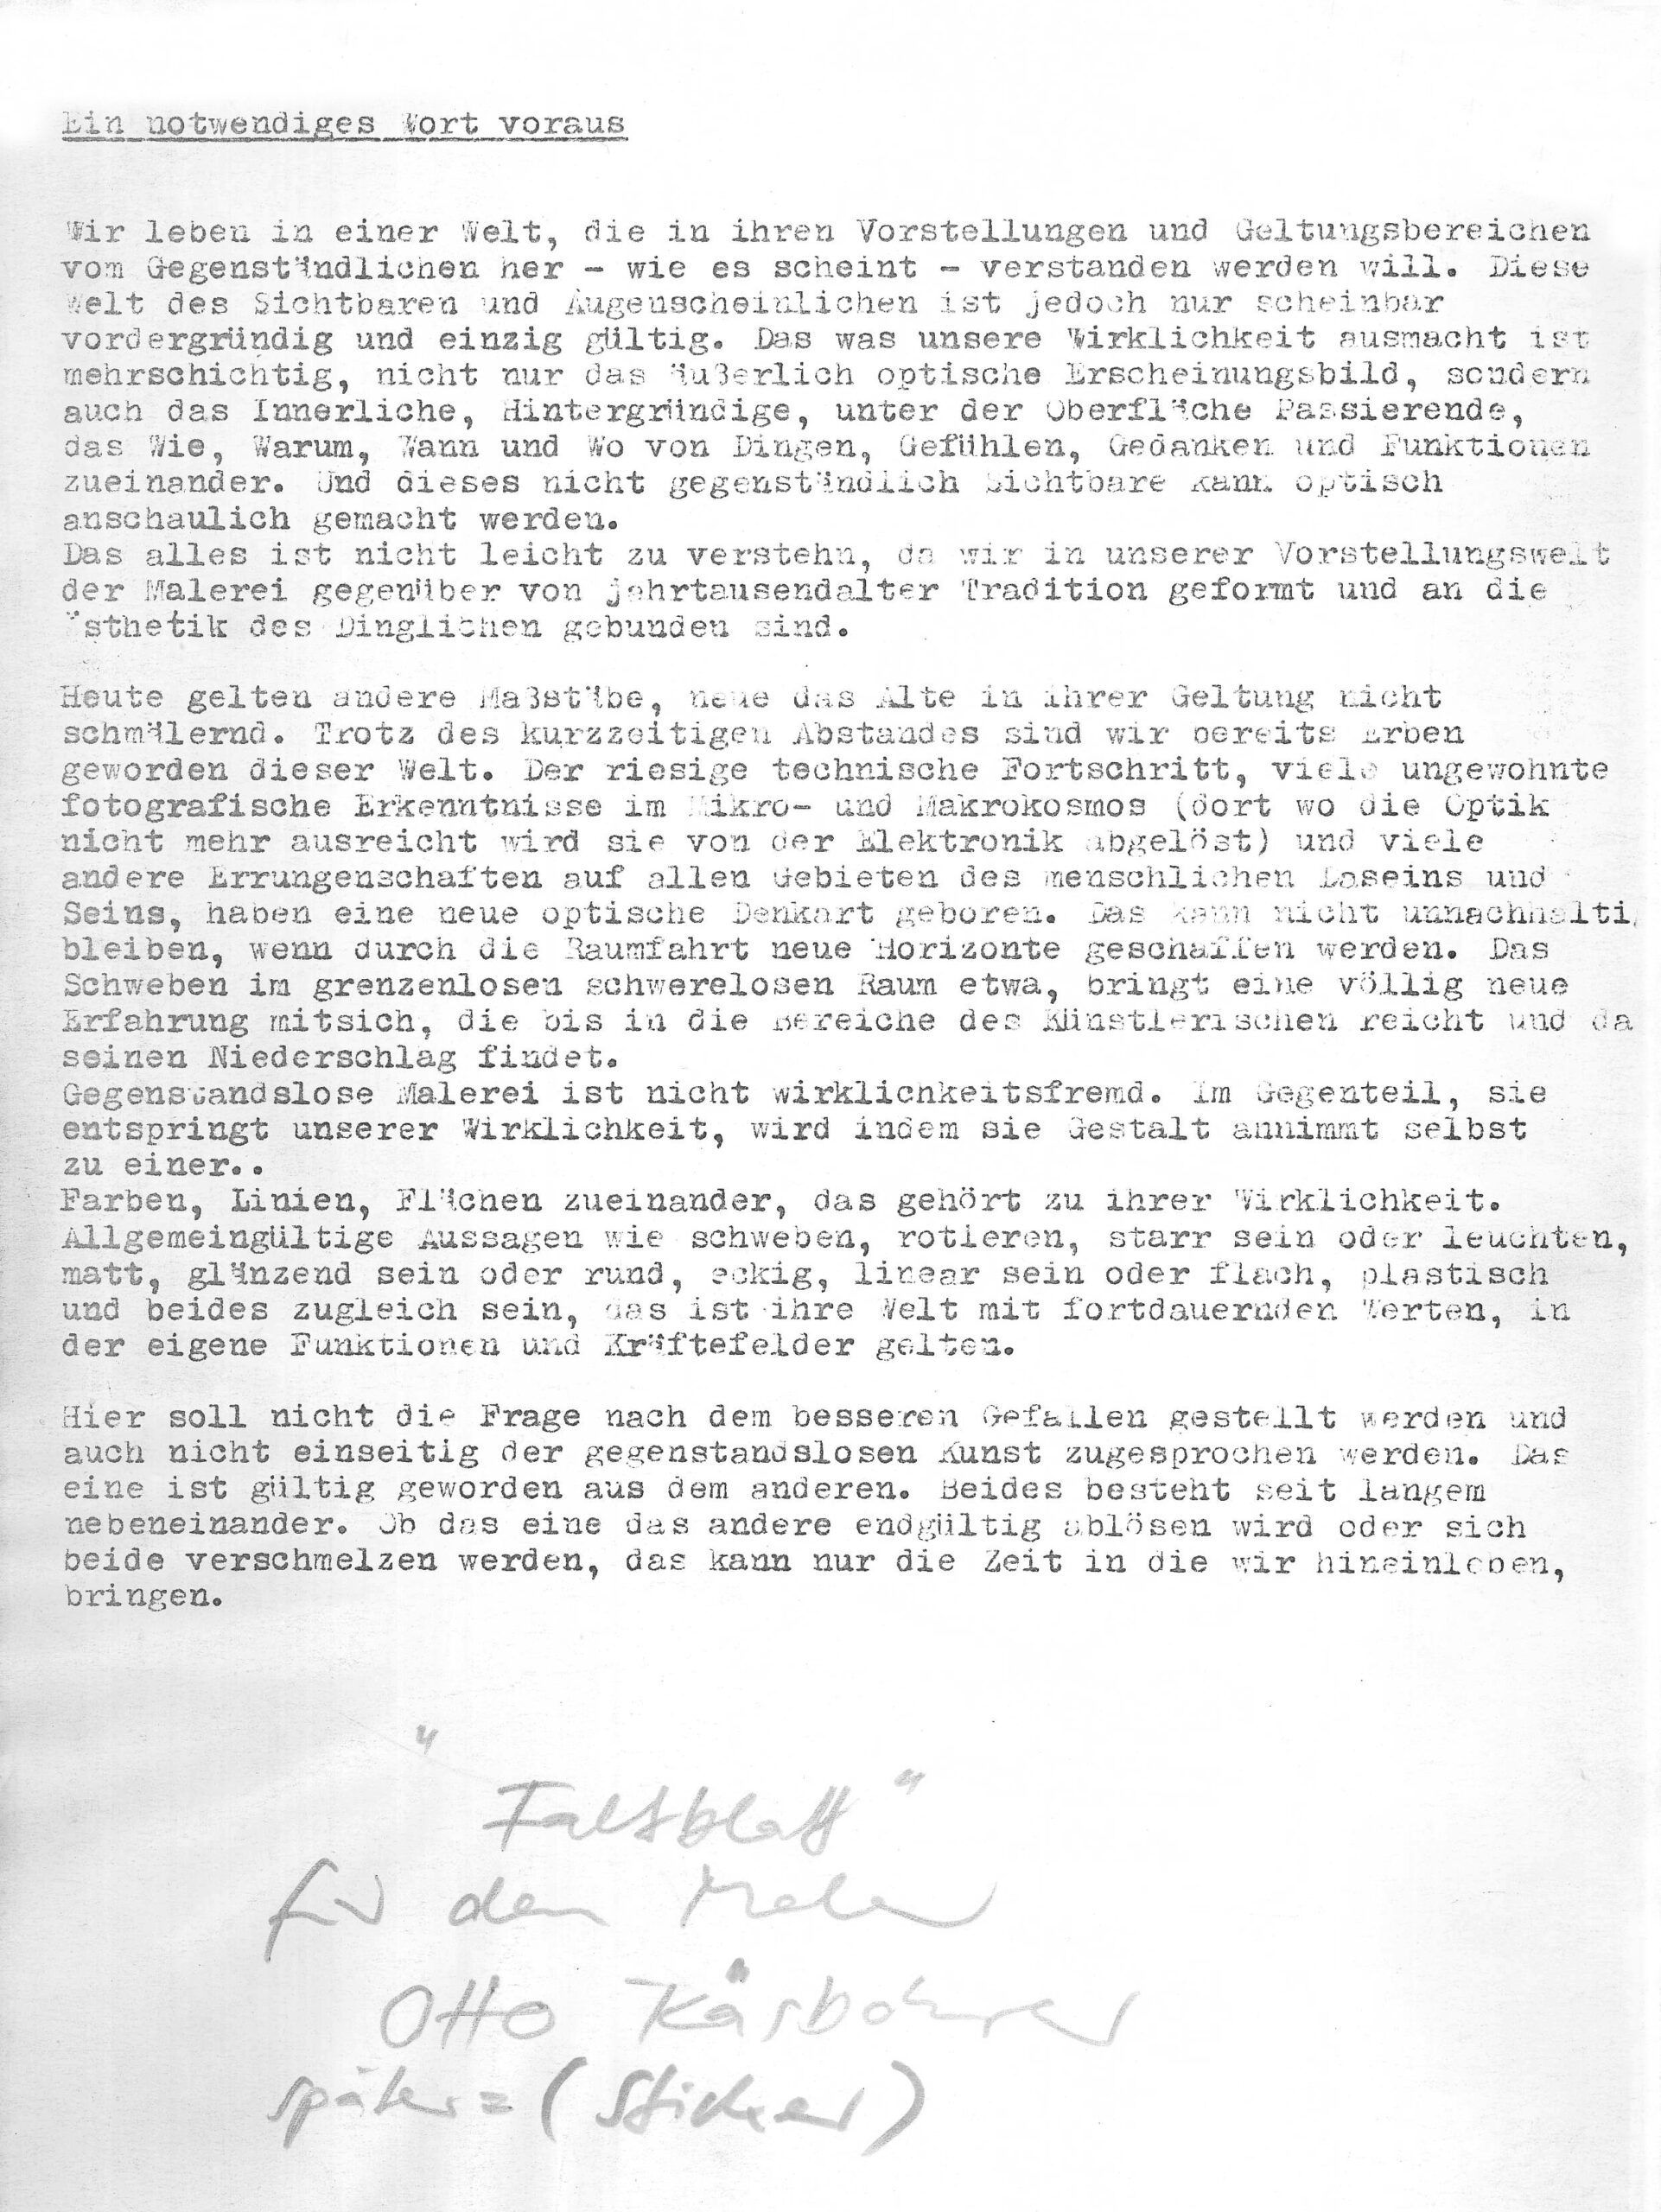 Ein notwendiges Wort voraus
Wir leben in einer Welt, die in ihren Vorstellungen und Geltungsbereichen
vom Gegenständlichen her - wie es scheint - verstanden werden will. Diese
Welt des Sichtbaren und Augenscheinlichen ist jedoch nur scheinbar
vordergründig und einzig gültig. Das was unsere Wirklichkeit ausmacht ist
mehrschichtig, nicht nur das äußerlich optische Erscheinungsbild, sondern
auch das Innerliche, Hintergründige, unter der Oberfläche Passierende,
das Wie, Warum, Wann und Wo von Dingen, Gefühlen, Gedanken und Funktionen
zueinander. Und dieses nicht gegenständlich Sichtbare kann optisch
anschaulich gemacht werden.
Das alles ist nicht leicht zu verstehn, da wir in unserer Vorstellungswelt
der Malerei gegenüber von jahrtausendalter Tradition geformt und an die
Ästhetik des Dinglichen gebunden sind.
Heute gelten andere Maßstäbe, neue das Alte in ihrer Geltung nicht
schmälernd. Trotz des kurzzeitigen Abstandes sind wir bereits Erben
geworden dieser Welt. Der riesige technische Fortschritt, viele ungewohnte
fotografische Erkenntnisse im Mikro- und Makrokosmos (dort wo die Optik
nicht mehr ausreicht wird sie von der Elektronik abgelöst) und viele
andere Errungenschaften auf allen Gebieten des menschlichen Daseins und
Seins, haben eine neue optische Denkart geboren. Das kann nicht unnachhalti
bleiben, wenn durch die Raumfahrt neue Horizonte geschaffen werden. Das
Schweben im grenzenlosen schwerelosen Raum etwa, bringt eine völlig neue
Erfahrung mitsich, die bis in die Bereiche des Künstlerischen reicht und da
seinen Niederschlag findet.
Gegenstandslose Malerei ist nicht wirklichkeitsfremd. Im Gegenteil, sie
entspringt unserer Wirklichkeit, wird indem sie Gestalt annimmt selbst
zu einer..
Farben, Linien, Flächen zueinander, das gehört zu ihrer Wirklichkeit.
Allgemeingültige Aussagen wie schweben, rotieren, starr sein oder leuchten,
matt, glänzend sein oder rund, eckig, linear sein oder flach, plastisch
und beides zugleich sein, das ist ihre Welt mit fortdauernden Werten, in
der eigene Funktionen und Kräftefelder gelten.
Hier soll nicht die Frage nach dem besseren Gefallen gestellt werden und
auch nicht einseitig der gegenstandslosen Kunst zugesprochen werden. Das
eine ist gültig geworden aus dem anderen. Beides besteht seit langem
nebeneinander. Ob das eine das andere endgültig ablösen wird oder sich
beide verschmelzen werden, das kann nur die Zeit in die wir hineinleben,
bringen.
"Faltblatt"
für den Maler
Otto Käsbohrer
später = (Sticker)